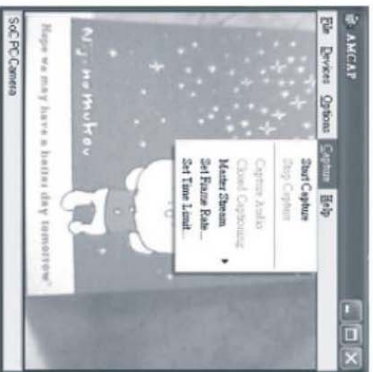 AMCAP
File Devices Options Capture Help
Start Capture
Stop Capture
Capture Audio
Closed Captioning
Master Stream
Set Frame Rate...
Set Time Limit...
Hope we may have a better day tomorrow"
SoC PC-Camera